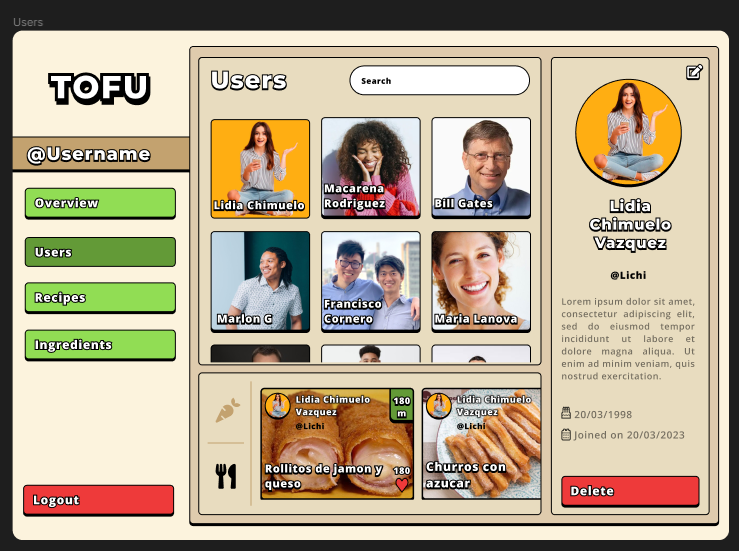 Users
TOFU
@Username
Overview
Users
Recipes
Ingredients
Logout
Users
Search
Lidia Chimuelo
Macarena
Rodriguez
Bill Gates
Marlon G
Francisco
Cornero
Maria Lanova
Lidia Chimuelo
Vazquez
@Lichi
180
m
Rollitos de jamon y
queso
180
Lidia Chimuelo
Vazquez
@Lichi
Churros con
azucar
Lidia
Chimuelo
Vazquez
@Lichi
Lorem ipsum dolor sit amet,
consectetur adipiscing elit,
sed do eiusmod tempor
incididunt ut labore et
dolore magna aliqua. Ut
enim ad minim veniam, quis
nostrud exercitation.
20/03/1998
Joined on 20/03/2023
Delete